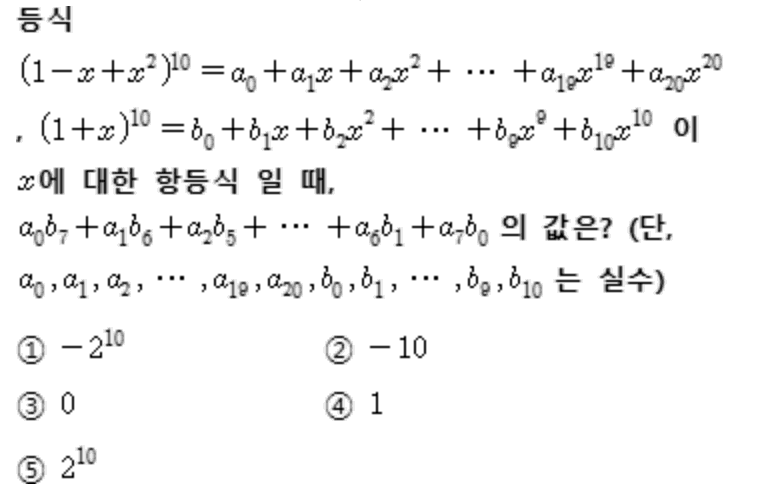 등식
(1−x+x²)¹⁰ = a₀+a₁x+a₂x²+ ⋯ +a₁₉x¹⁹+a₂₀x²⁰
, (1+x)¹⁰ = b₀+b₁x+b₂x²+ ⋯ +b₉x⁹+b₁₀x¹⁰ 이
x에 대한 항등식 일 때,
a₀b₇+a₁b₆+a₂b₅+ ⋯ +a₆b₁+a₇b₀ 의 값은? (단,
a₀,a₁,a₂, ⋯ ,a₁₉,a₂₀,b₀,b₁, ⋯ ,b₉,b₁₀ 는 실수)
① −2¹⁰ ② −10
③ 0 ④ 1
⑤ 2¹⁰